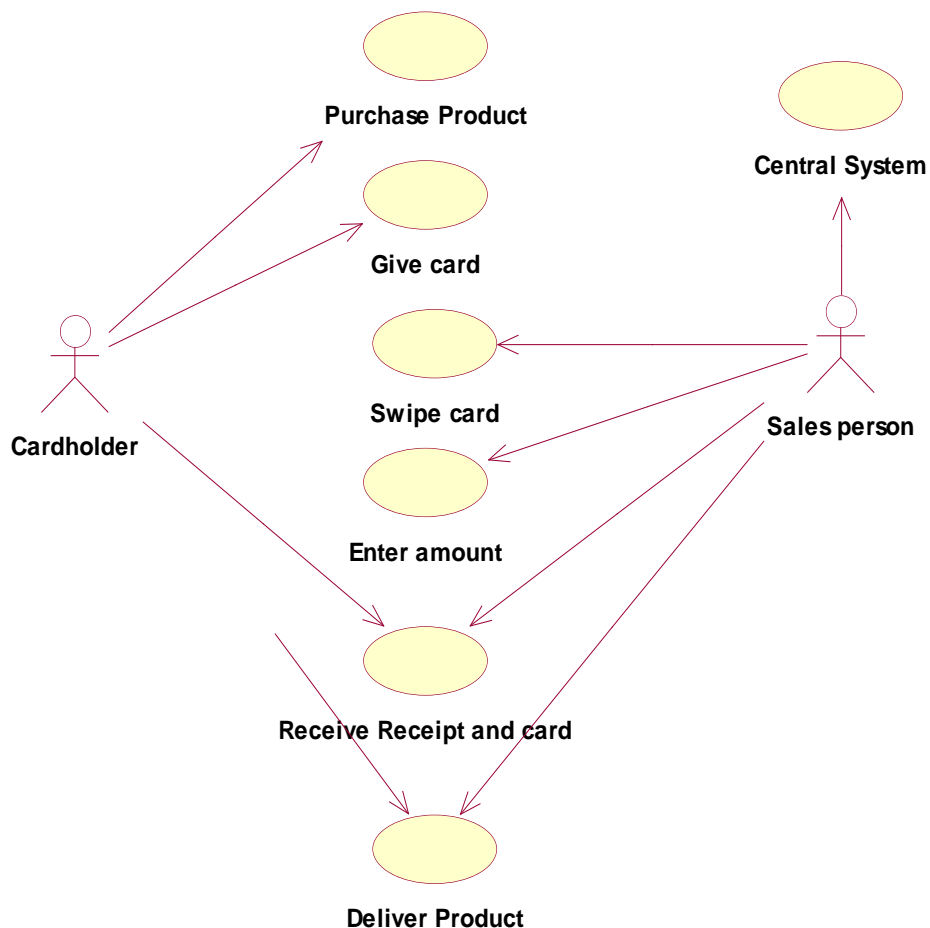 Purchase Product
Central System
Give card
Swipe card
Sales person
Cardholder
Enter amount
Receive Receipt and card
Deliver Product